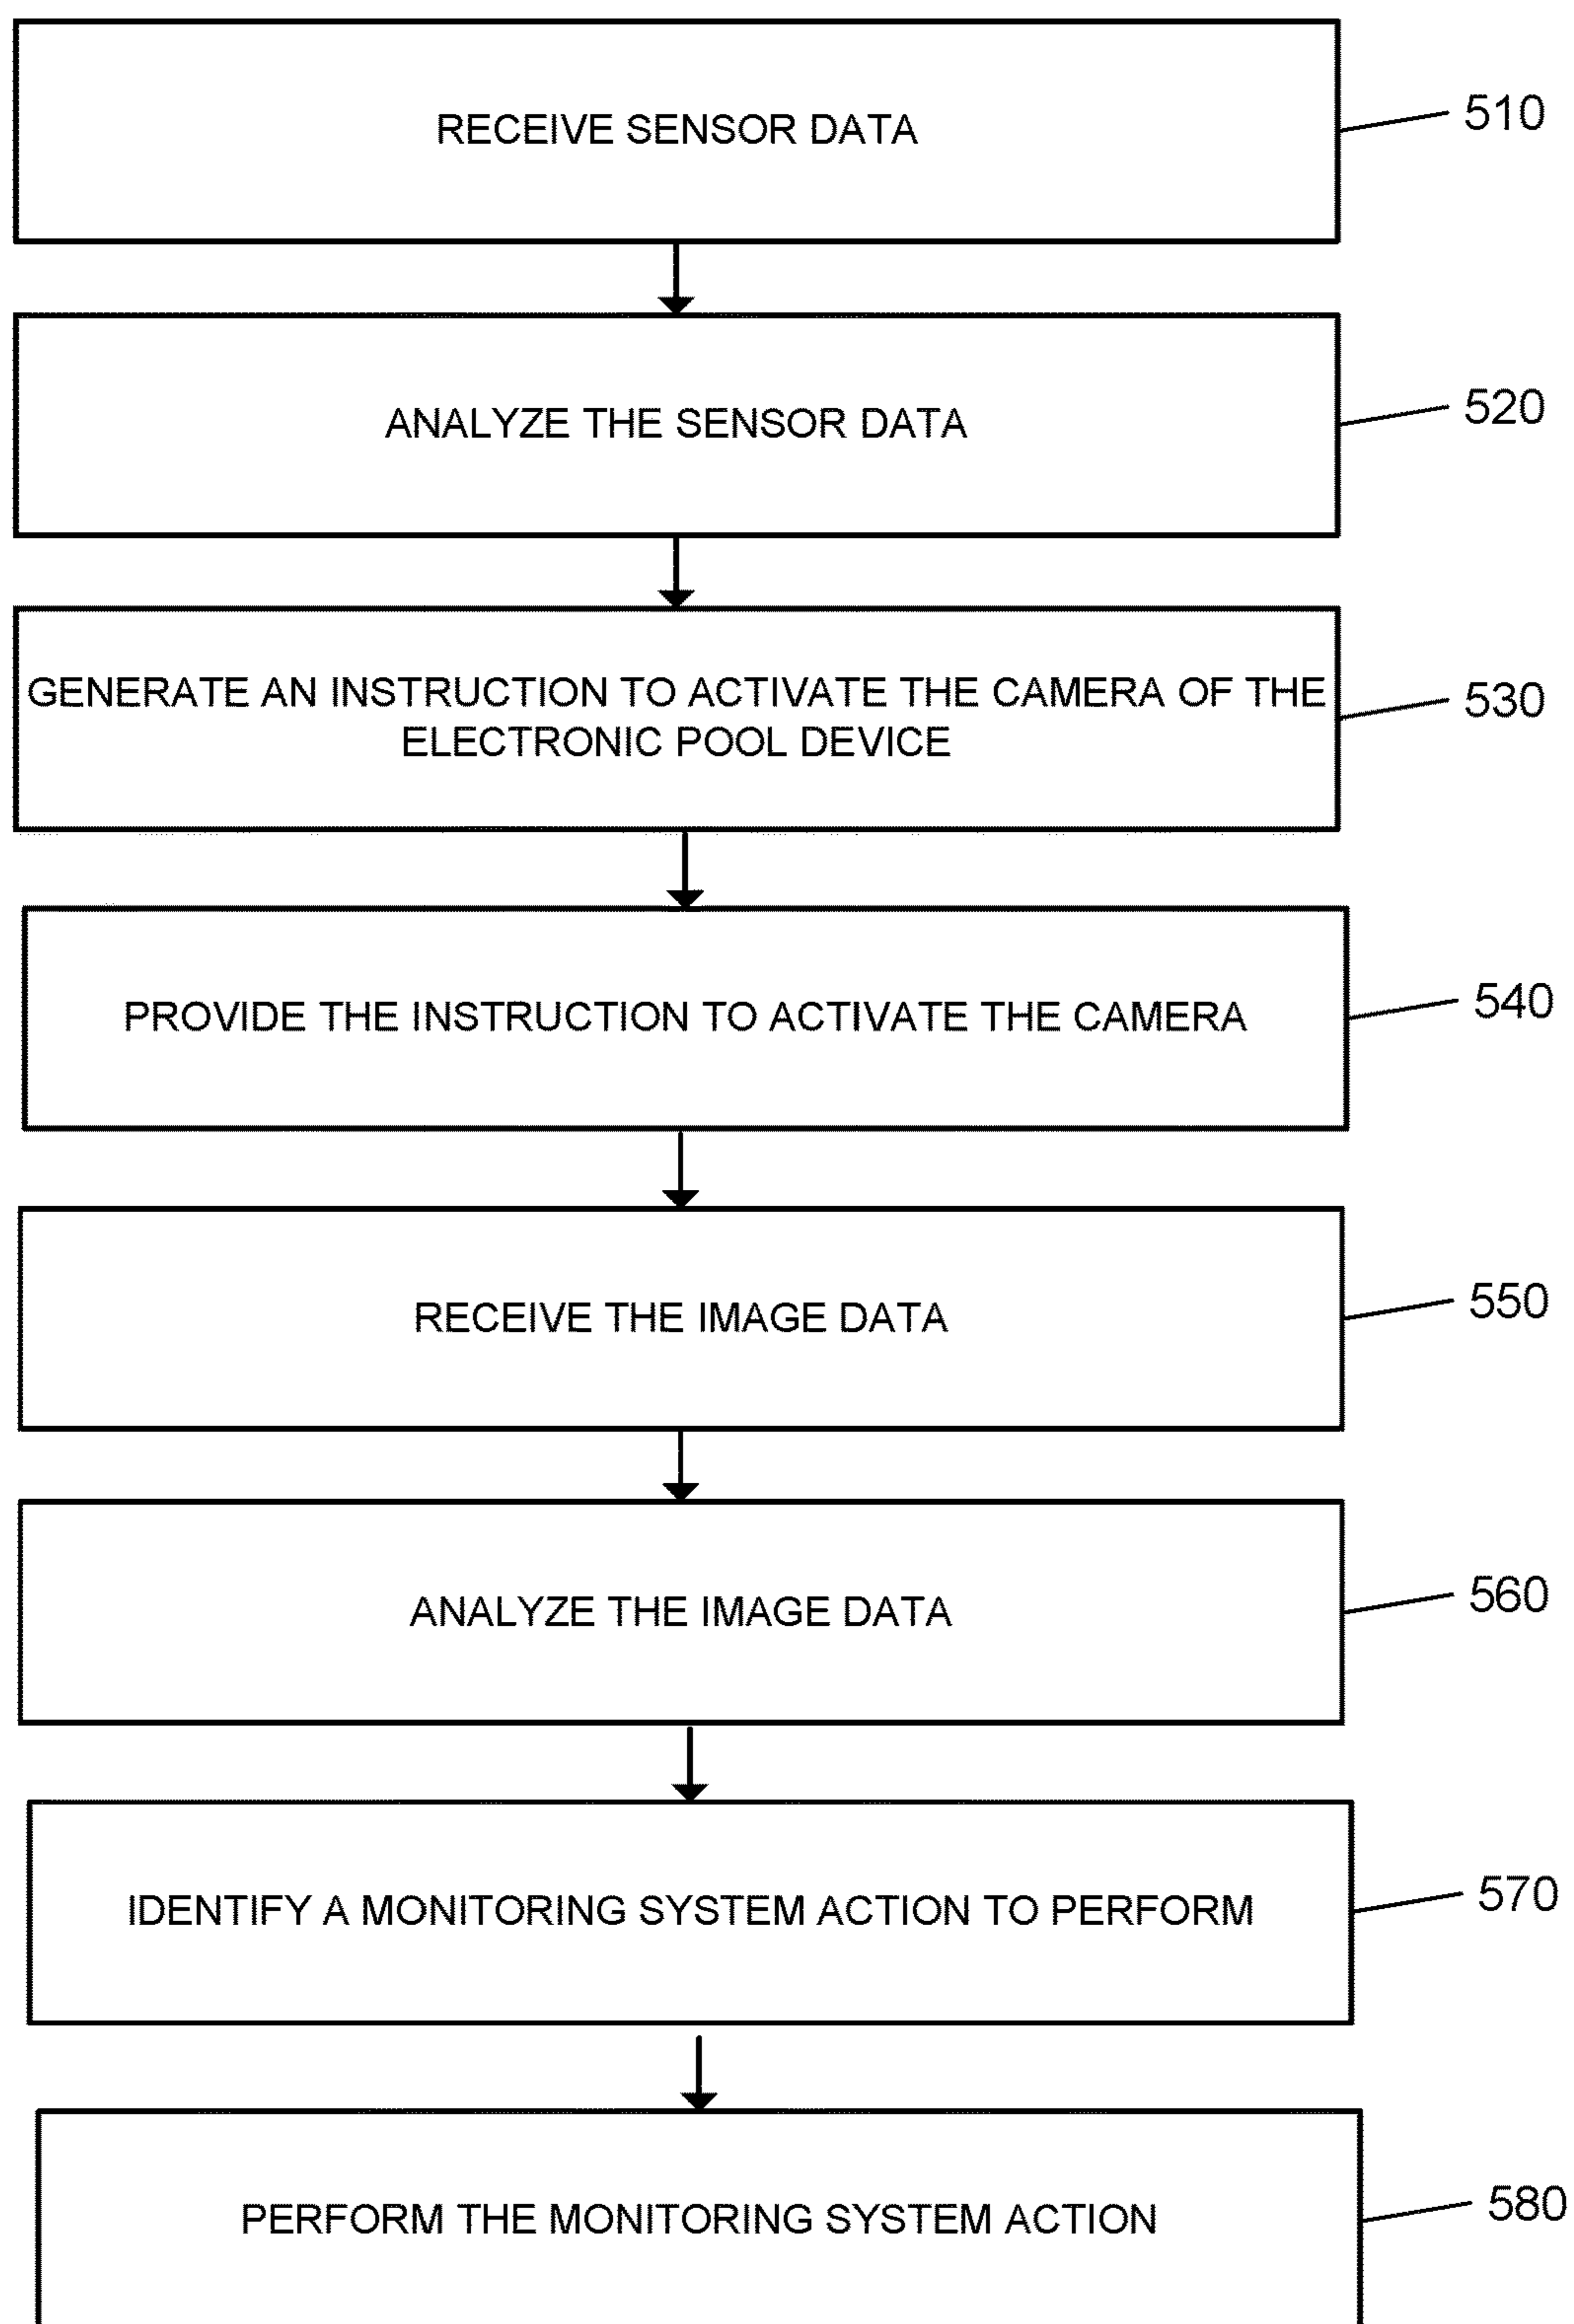 RECEIVE SENSOR DATA
510
ANALYZE THE SENSOR DATA
520
GENERATE AN INSTRUCTION TO ACTIVATE THE CAMERA OF THE
ELECTRONIC POOL DEVICE
530
PROVIDE THE INSTRUCTION TO ACTIVATE THE CAMERA
540
RECEIVE THE IMAGE DATA
550
ANALYZE THE IMAGE DATA
560
IDENTIFY A MONITORING SYSTEM ACTION TO PERFORM
570
PERFORM THE MONITORING SYSTEM ACTION
580